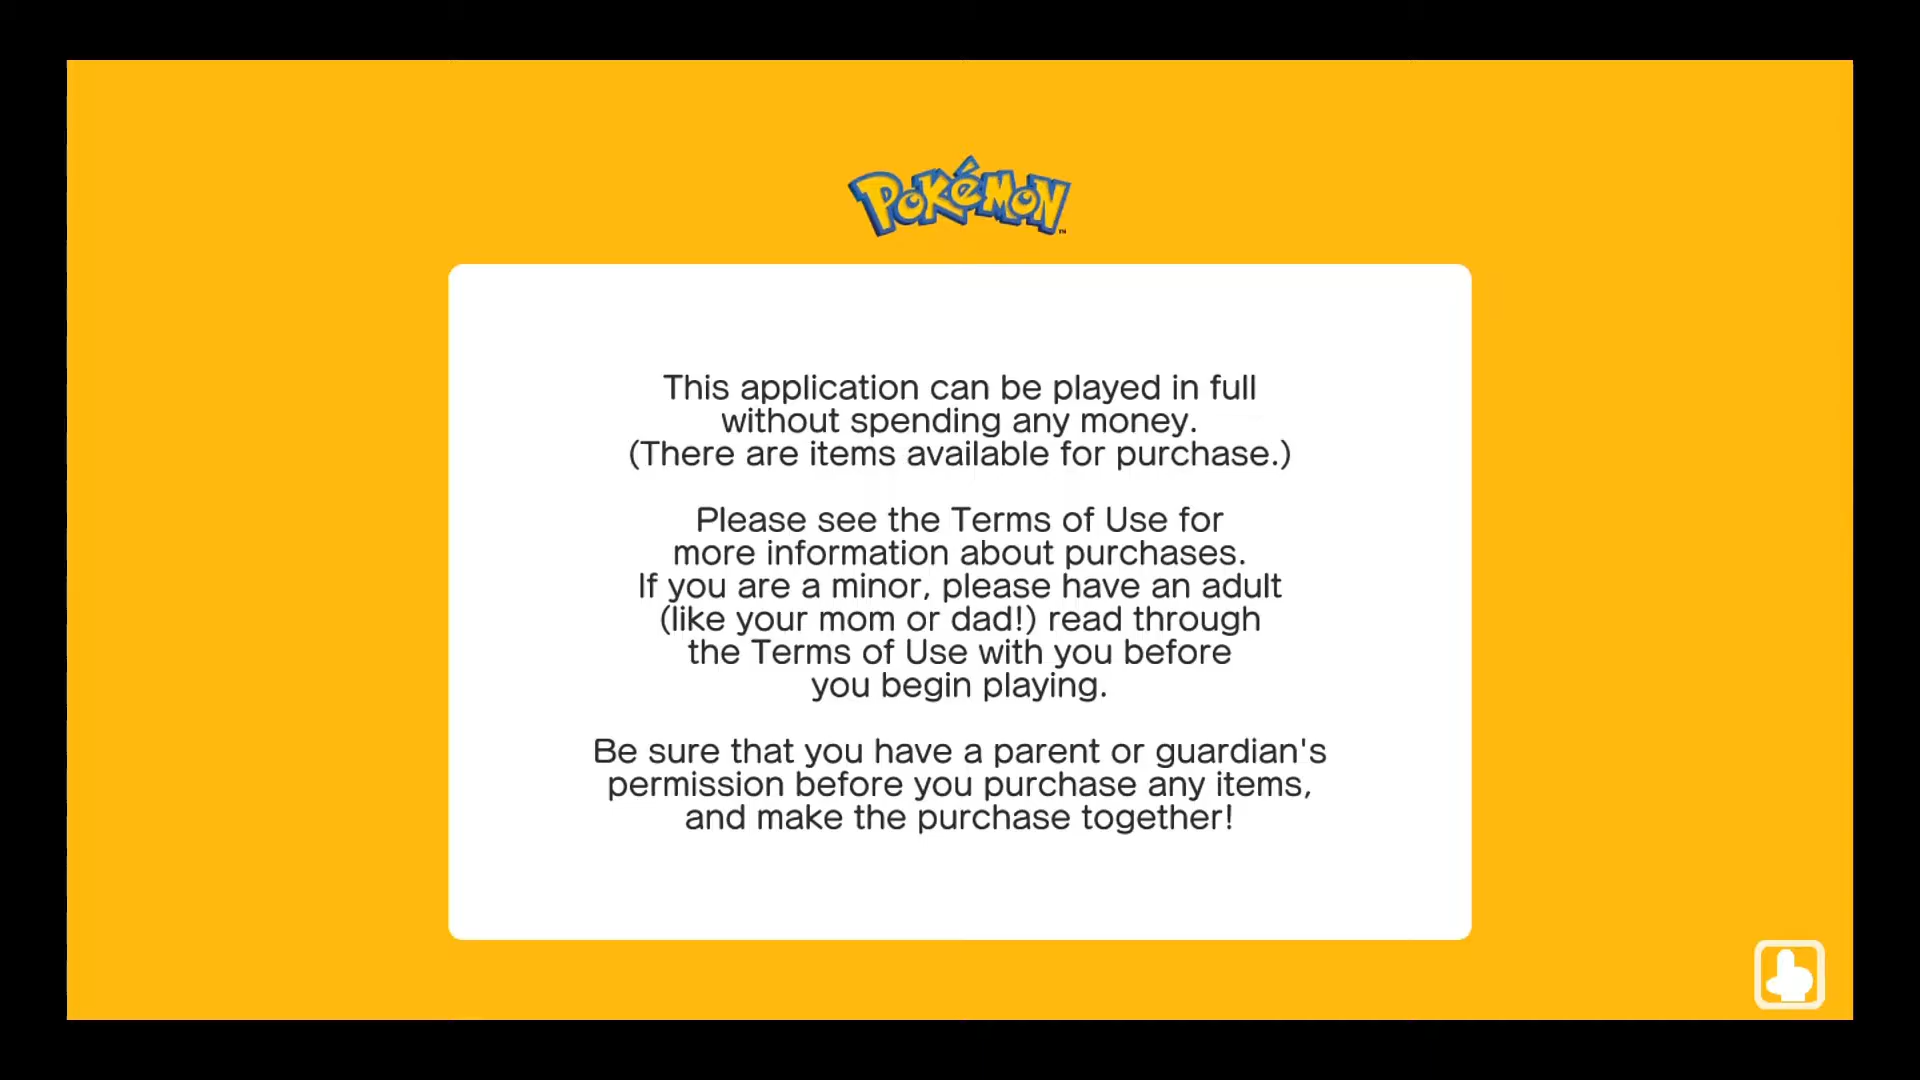 POKéMON™
This application can be played in full
without spending any money.
(There are items available for purchase.)
Please see the Terms of Use for
more information about purchases.
If you are a minor, please have an adult
(like your mom or dad!) read through
the Terms of Use with you before
you begin playing.
Be sure that you have a parent or guardian's
permission before you purchase any items,
and make the purchase together!